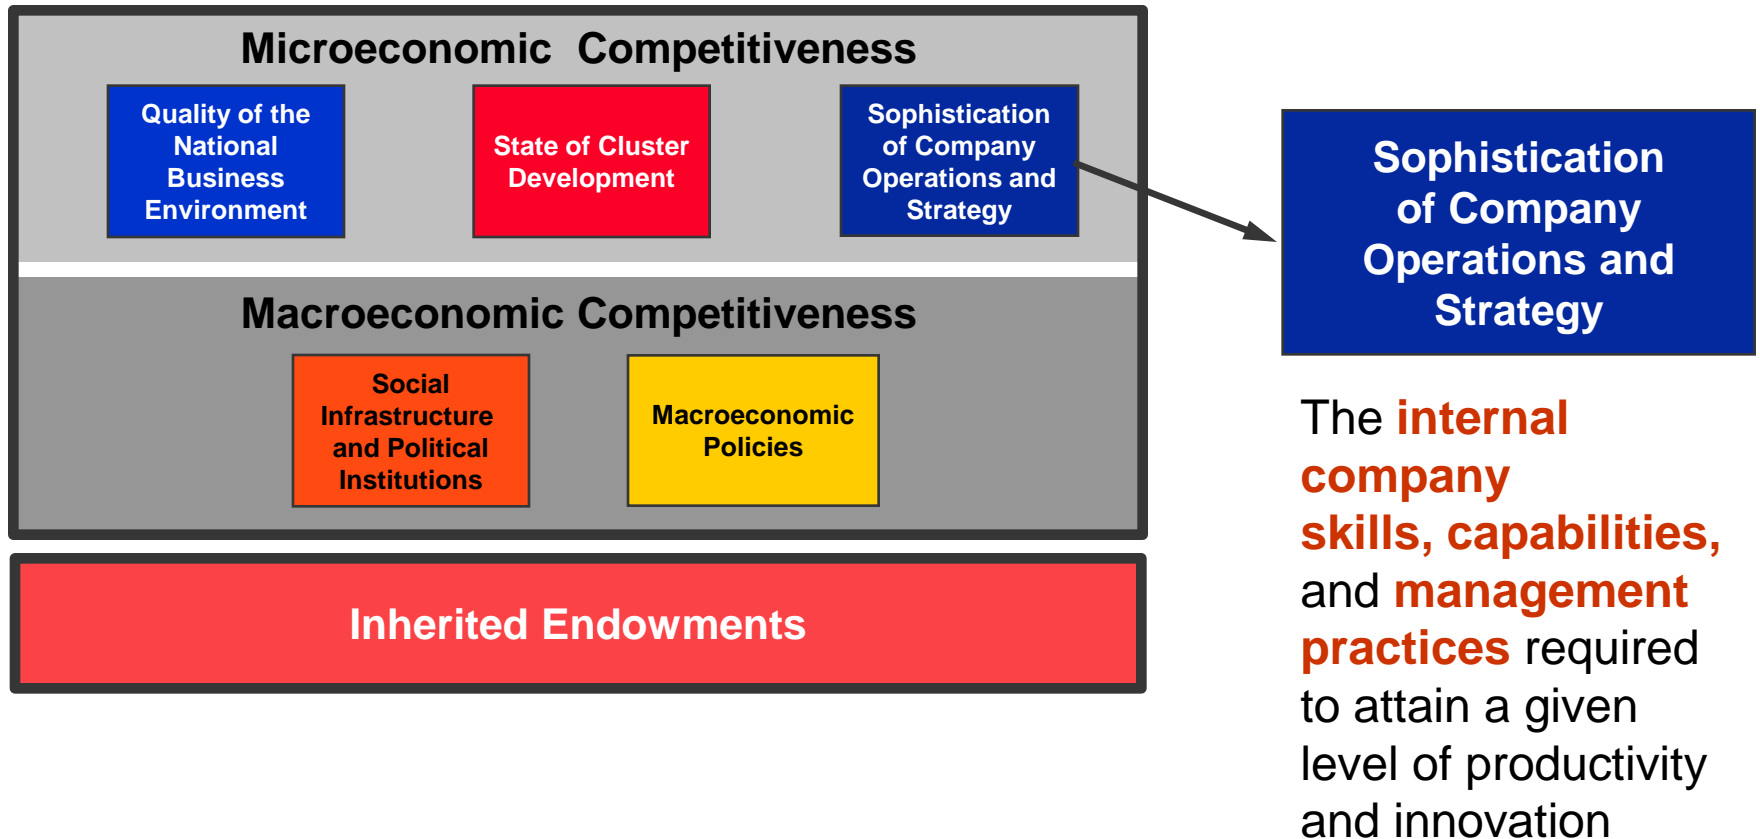 Microeconomic Competitiveness
Quality of the
National
Business
Environment
State of Cluster
Development
Sophistication
of Company
Operations and
Strategy
Macroeconomic Competitiveness
Social
Infrastructure
and Political
Institutions
Macroeconomic
Policies
Inherited Endowments
Sophistication
of Company
Operations and
Strategy
The internal
company
skills, capabilities,
and management
practices required
to attain a given
level of productivity
and innovation